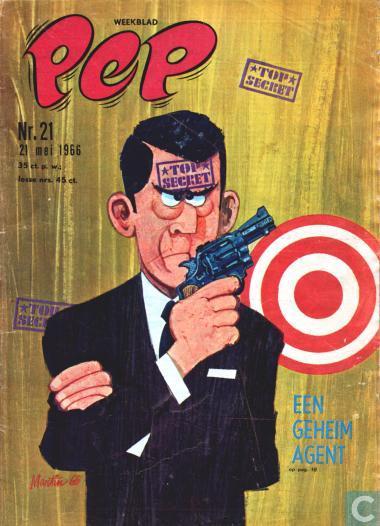 WEEKBLAD
PEP
Nr. 21
21 mei 1966
35 ct. p. w.;
losse nrs. 45 ct.
TOP
SECRET
TOP
SECRET
TOP
SECRET
EEN
GEHEIM
AGENT
op pag. 10
Martin 66
C